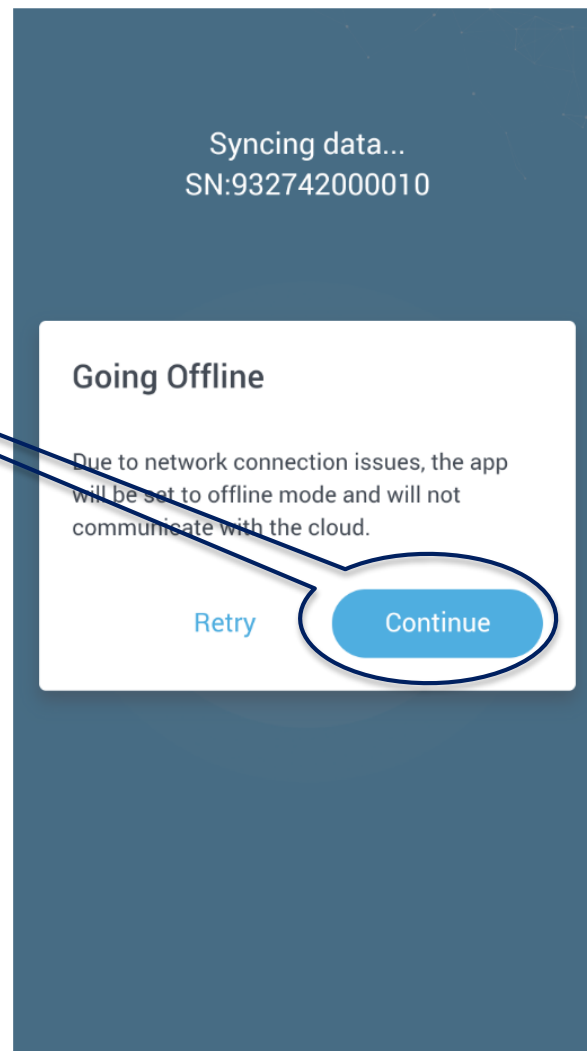 Syncing data...
SN:932742000010
Going Offline
Due to network connection issues, the app
will be set to offline mode and will not
communicate with the cloud.
Retry
Continue